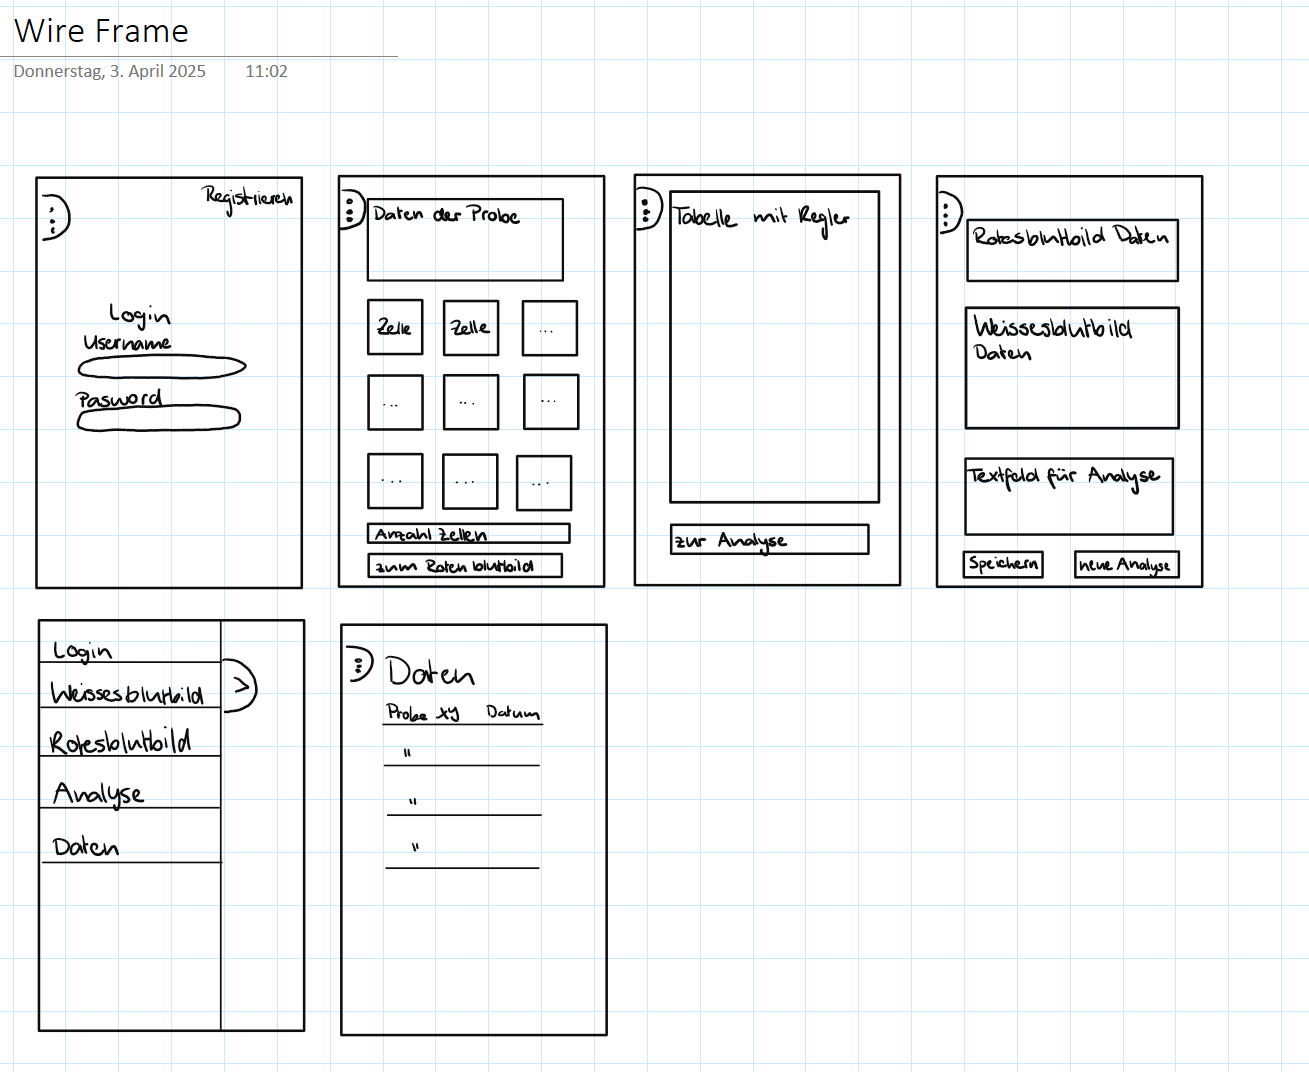 Wire Frame
Donnerstag, 3. April 2025 11:02
Registrieren
Login
Username
Pasword
Daten der Probe
Zelle Zelle ...
... ... ...
... ... ...
Anzahl Zellen
zum Roten blutbild
Tabelle mit Regler
zur Analyse
Rotesblutbild Daten
Weissesblutbild
Daten
Textfeld für Analyse
Speichern neue Analyse
Login
Weissesblutbild
>
Rotesblutbild
Analyse
Daten
Daten
Probe xy Datum
"
"
"